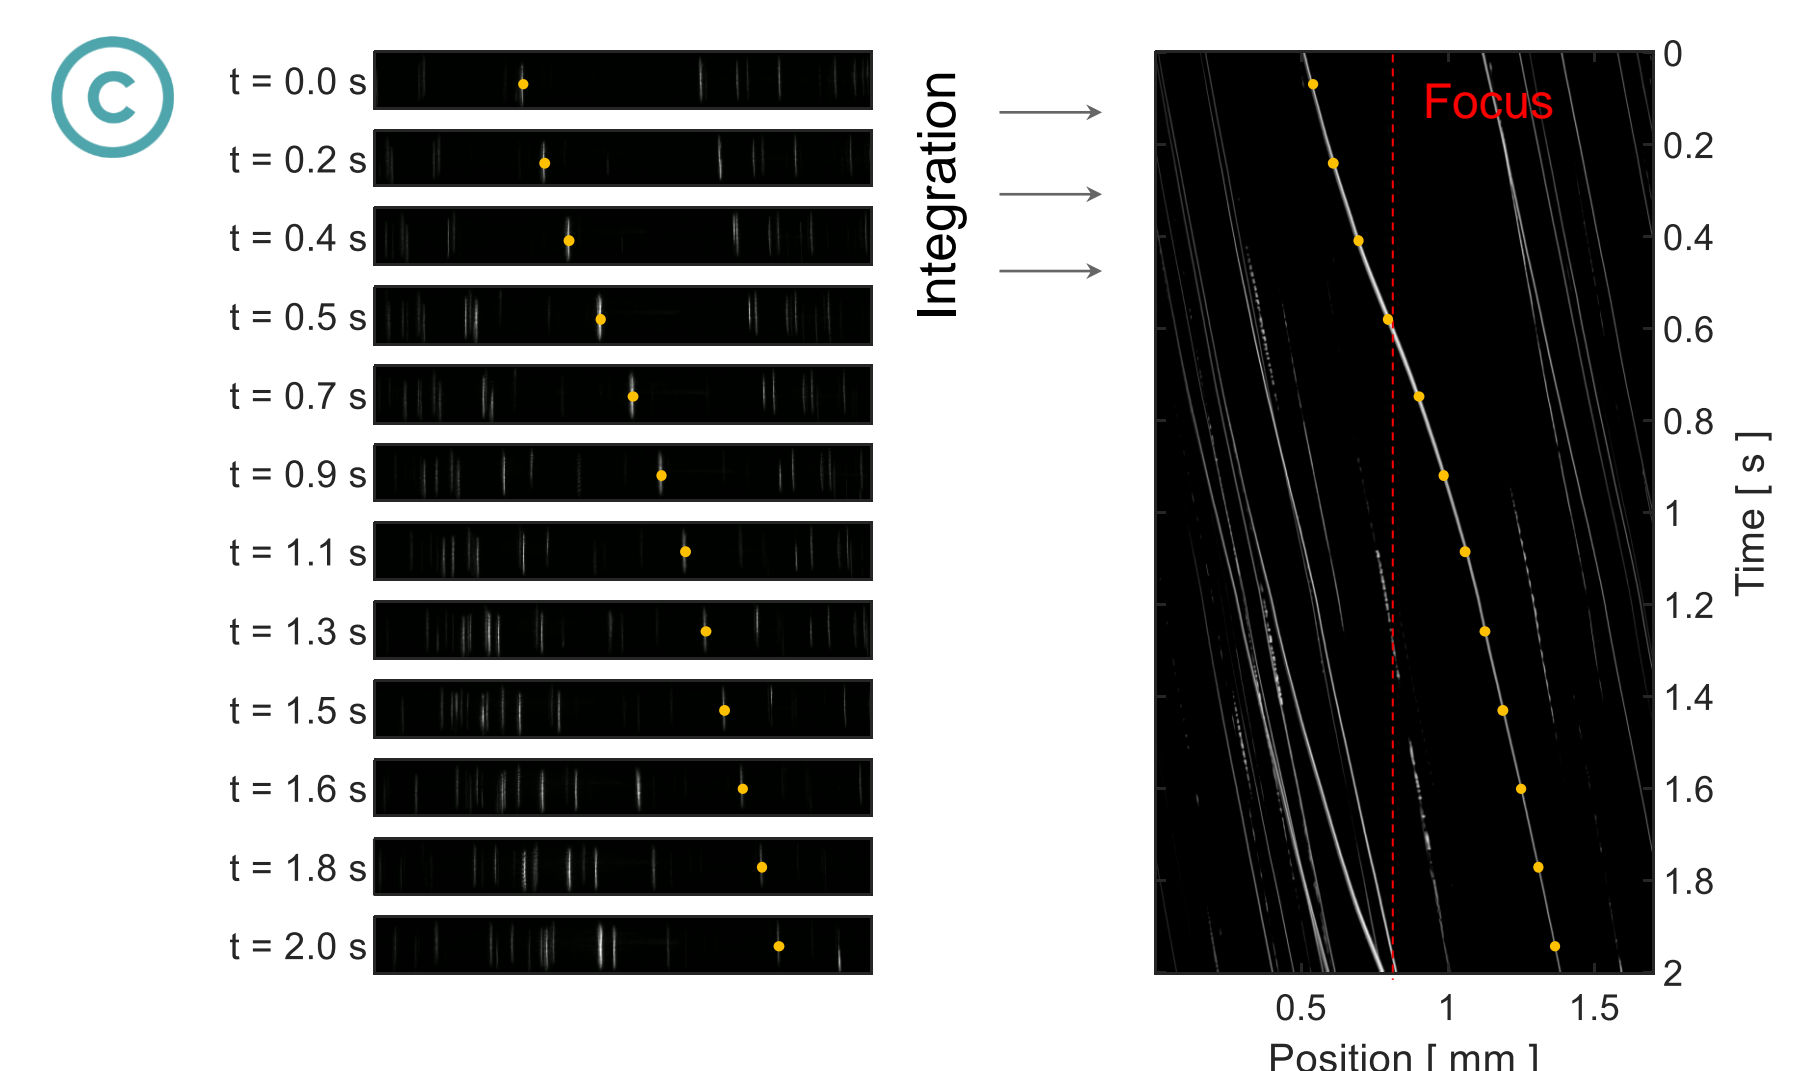 C
t = 0.0 s
t = 0.2 s
t = 0.4 s
t = 0.5 s
t = 0.7 s
t = 0.9 s
t = 1.1 s
t = 1.3 s
t = 1.5 s
t = 1.6 s
t = 1.8 s
t = 2.0 s
Integration
Focus
0
0.2
0.4
0.6
0.8
1
1.2
1.4
1.6
1.8
2
Time [ s ]
0.5 1 1.5
Position [ mm ]